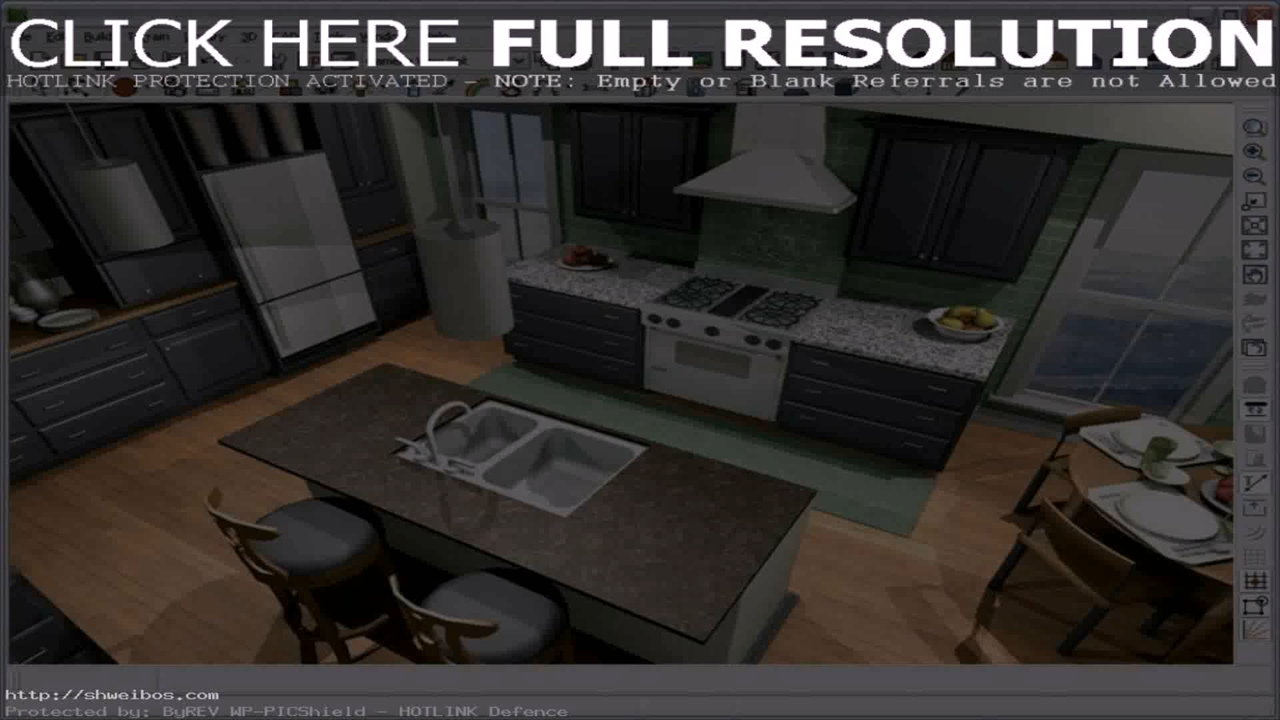 CLICK HERE FULL RESOLUTION
HOTLINK PROTECTION ACTIVATED - NOTE: Empty or Blank Referrals are not Allowed
http://shweibos.com
Protected by: ByREV WP-PICShield - HOTLINK Defence